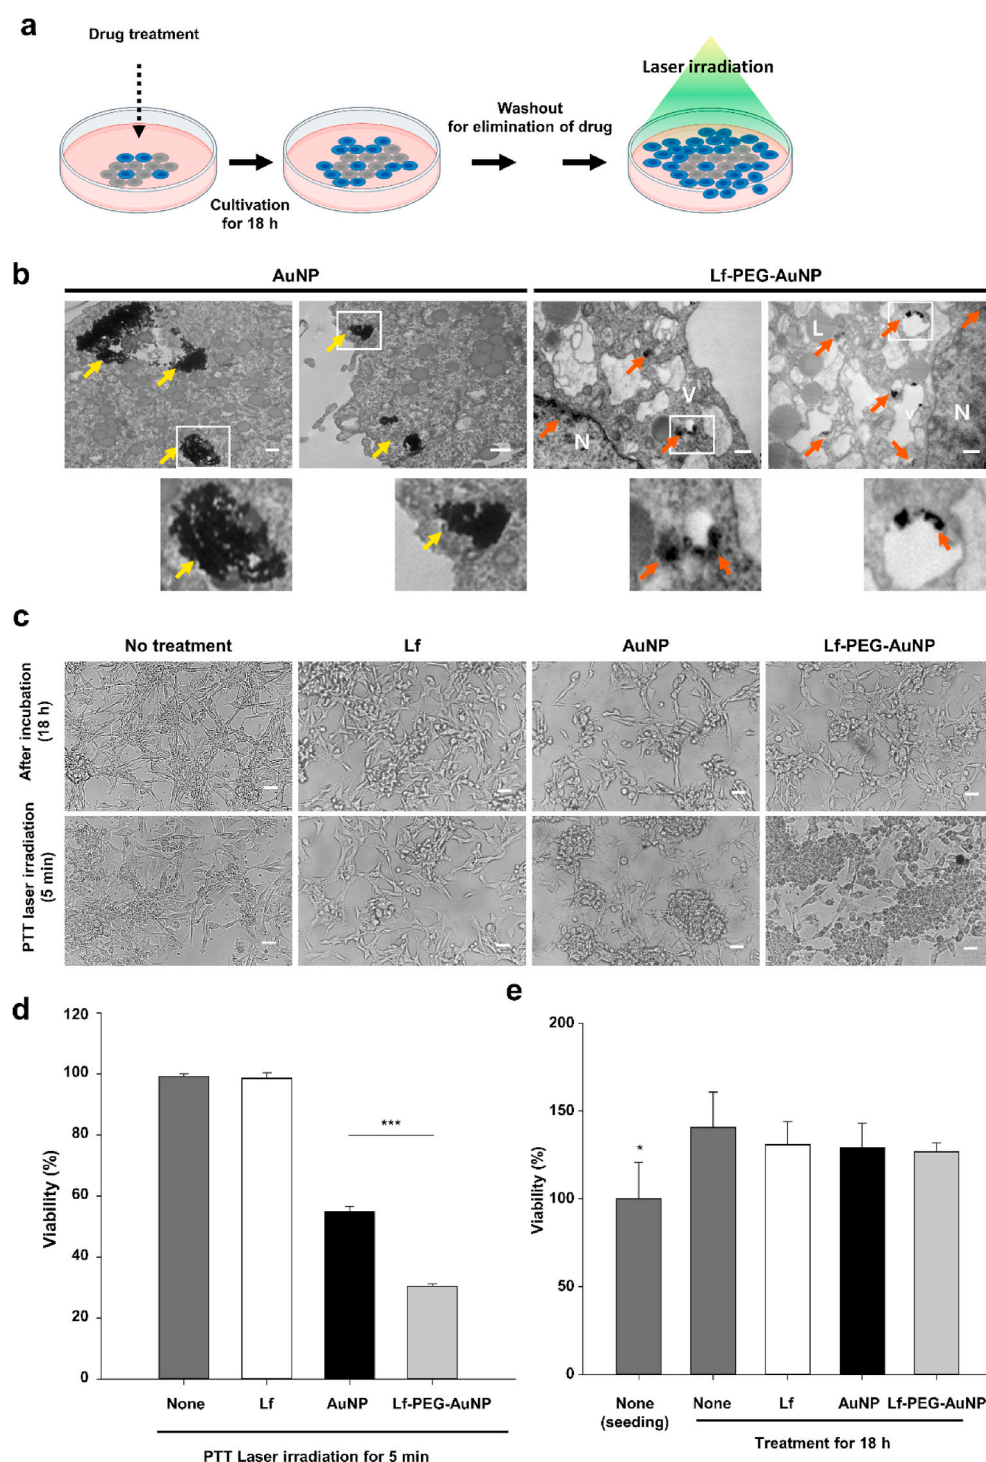 a
Drug treatment
Laser irradiation
Washout
for elimination of drug
Cultivation
for 18 h
b
AuNP
Lf-PEG-AuNP
L
V
N
V
N
c
No treatment
Lf
AuNP
Lf-PEG-AuNP
After incubation
(18 h)
PTT laser irradiation
(5 min)
d
120
100
80
60
40
20
0
Viability (%)
***
None
Lf
AuNP
Lf-PEG-AuNP
PTT Laser irradiation for 5 min
e
200
150
100
50
0
Viability (%)
*
None
(seeding)
None
Lf
AuNP
Lf-PEG-AuNP
Treatment for 18 h